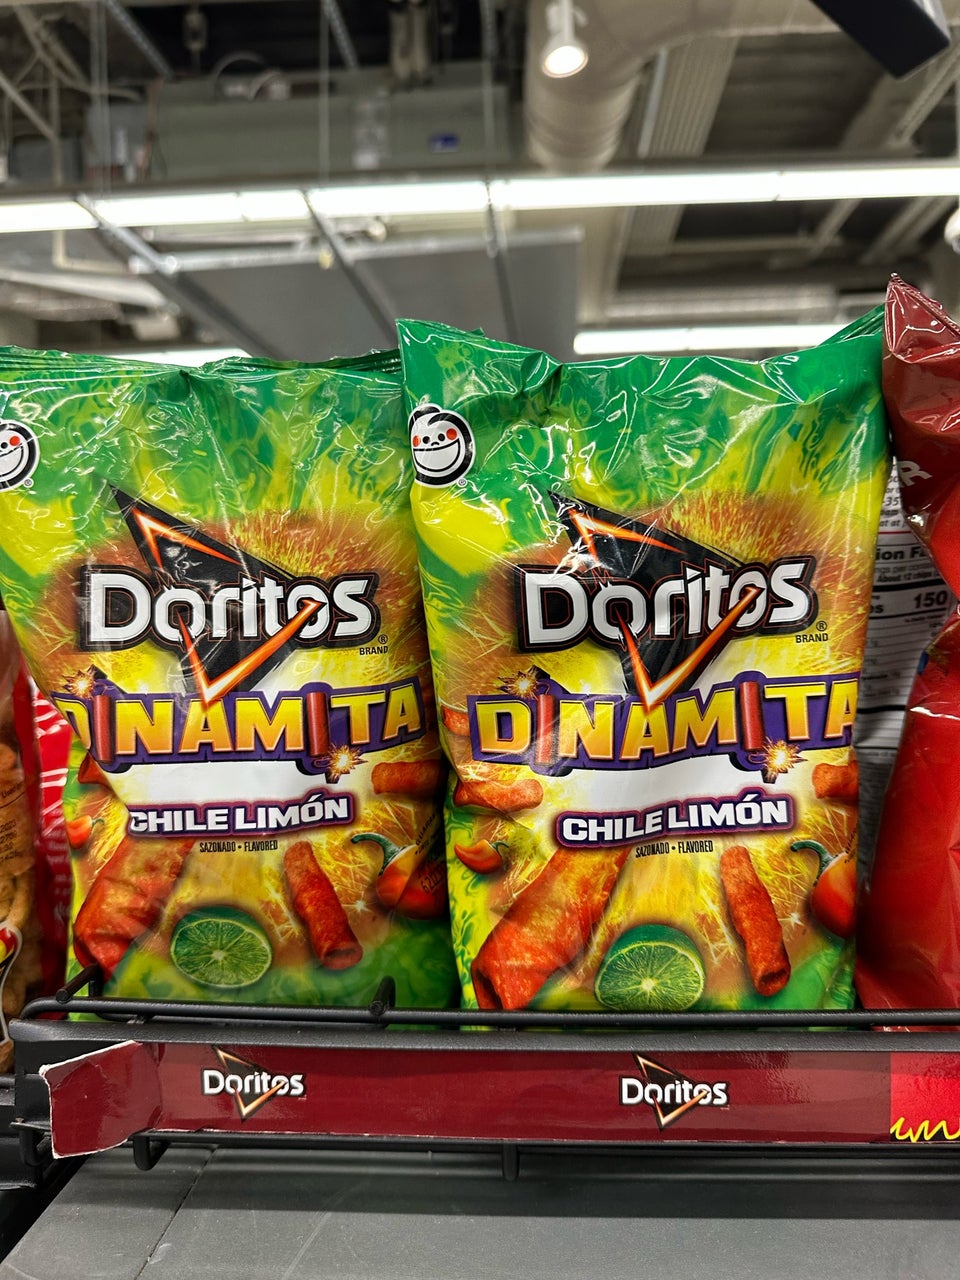 Doritos®
BRAND
DINAMITA
CHILE LIMÓN
SAZONADO • FLAVORED
®
Doritos®
BRAND
DINAMITA
CHILE LIMÓN
SAZONADO • FLAVORED
®
150
Doritos
Doritos